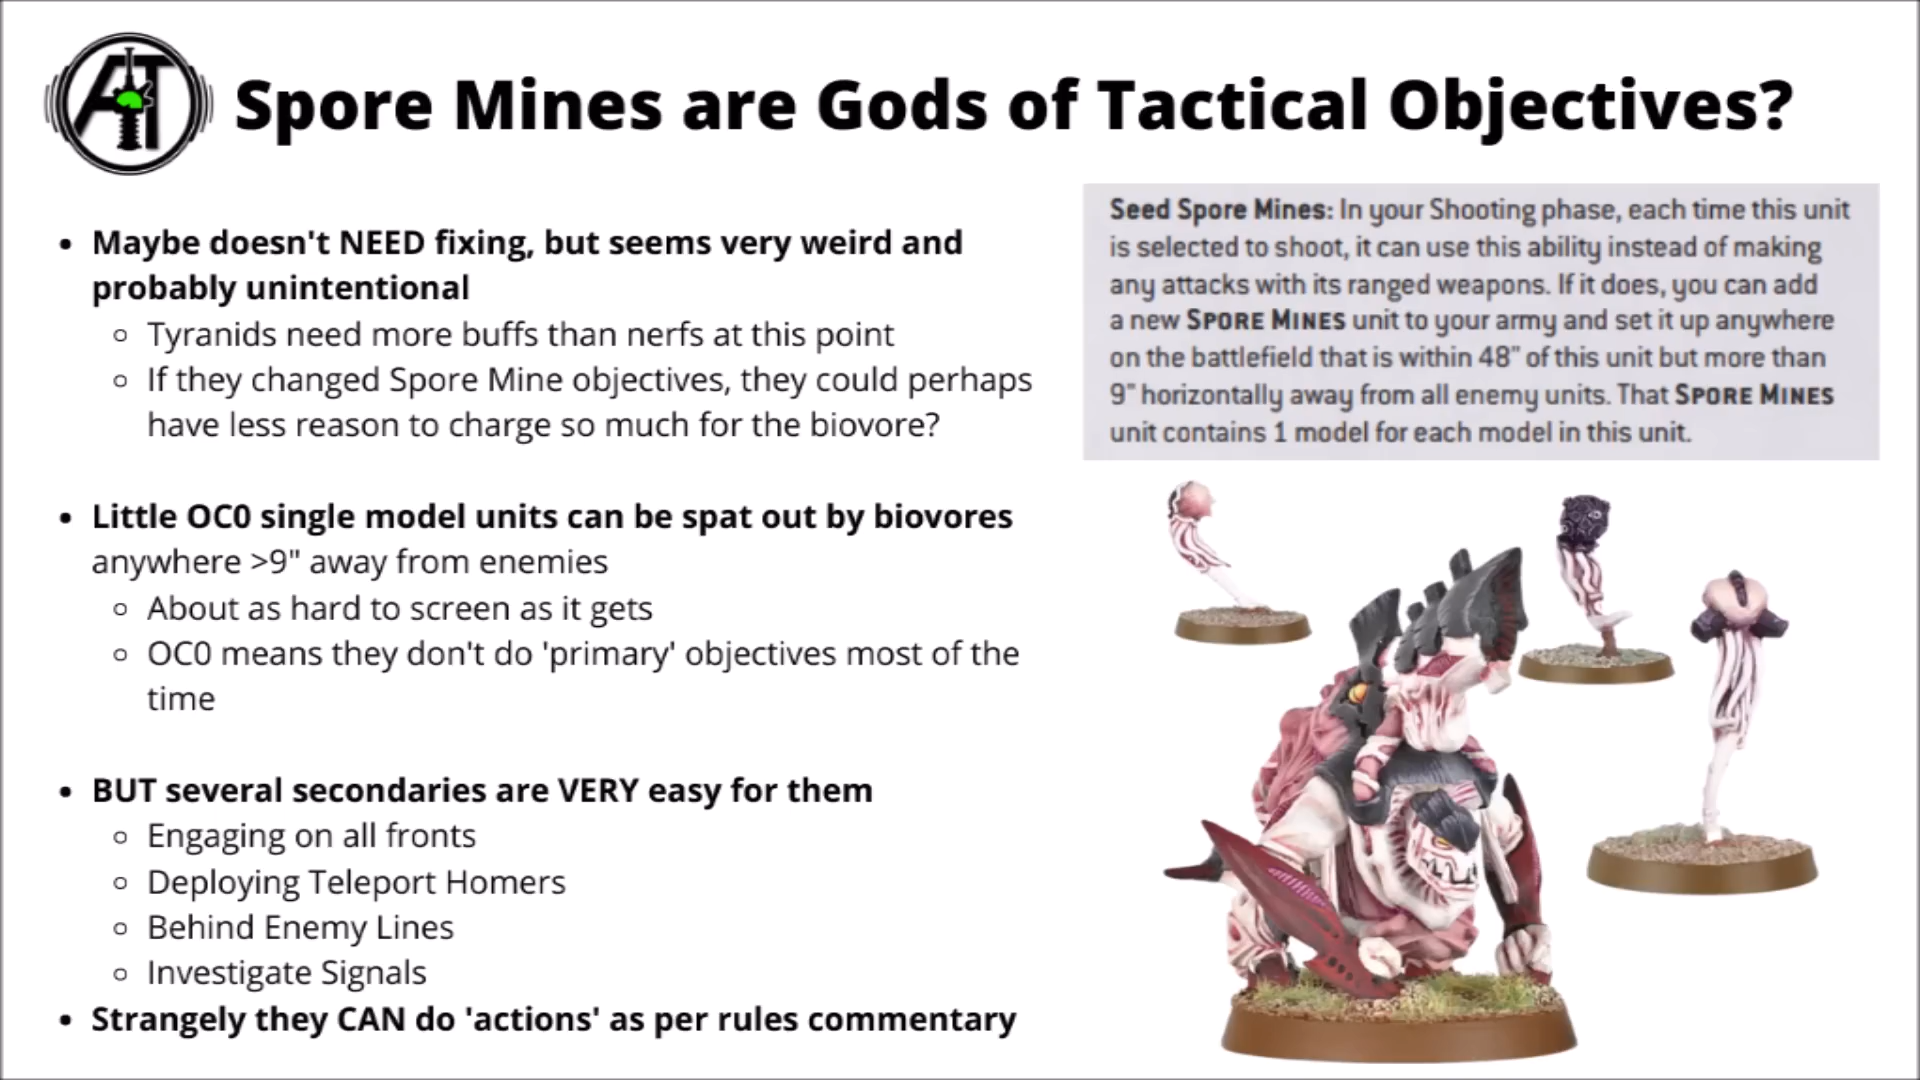 AT
Spore Mines are Gods of Tactical Objectives?
• Maybe doesn't NEED fixing, but seems very weird and
probably unintentional
○ Tyranids need more buffs than nerfs at this point
○ If they changed Spore Mine objectives, they could perhaps
have less reason to charge so much for the biovore?
• Little OC0 single model units can be spat out by biovores
anywhere >9" away from enemies
○ About as hard to screen as it gets
○ OC0 means they don't do 'primary' objectives most of the
time
• BUT several secondaries are VERY easy for them
○ Engaging on all fronts
○ Deploying Teleport Homers
○ Behind Enemy Lines
○ Investigate Signals
• Strangely they CAN do 'actions' as per rules commentary
Seed Spore Mines: In your Shooting phase, each time this unit
is selected to shoot, it can use this ability instead of making
any attacks with its ranged weapons. If it does, you can add
a new SPORE MINES unit to your army and set it up anywhere
on the battlefield that is within 48" of this unit but more than
9" horizontally away from all enemy units. That SPORE MINES
unit contains 1 model for each model in this unit.